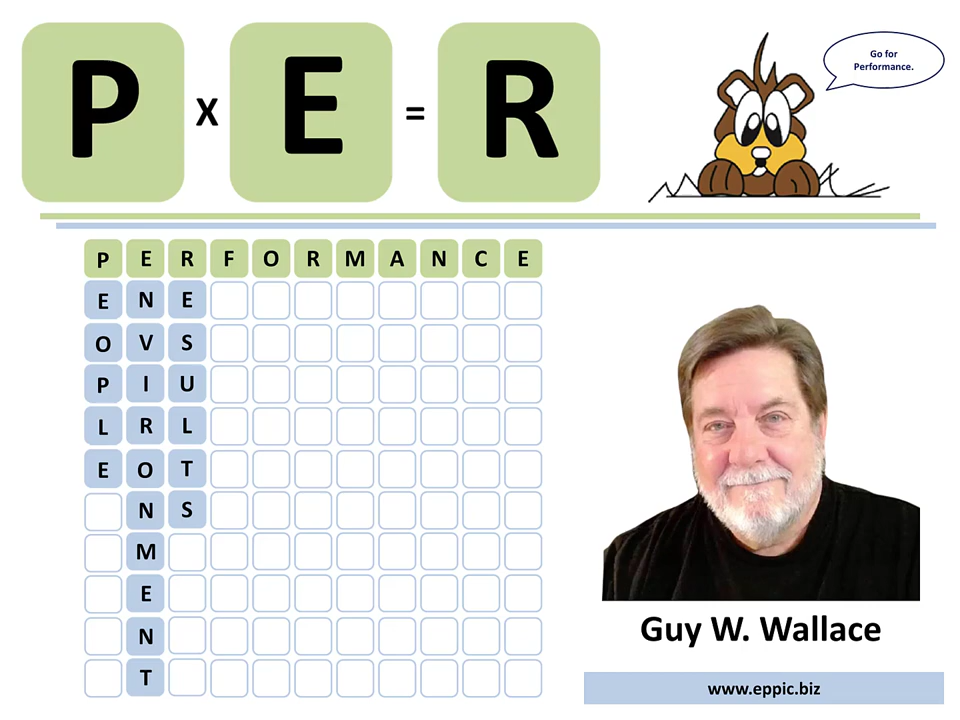 P x E = R
Go for
Performance.
P E R F O R M A N C E
E N E
O V S
P I U
L R L
E O T
N S
M
E
N
T
Guy W. Wallace
www.eppic.biz